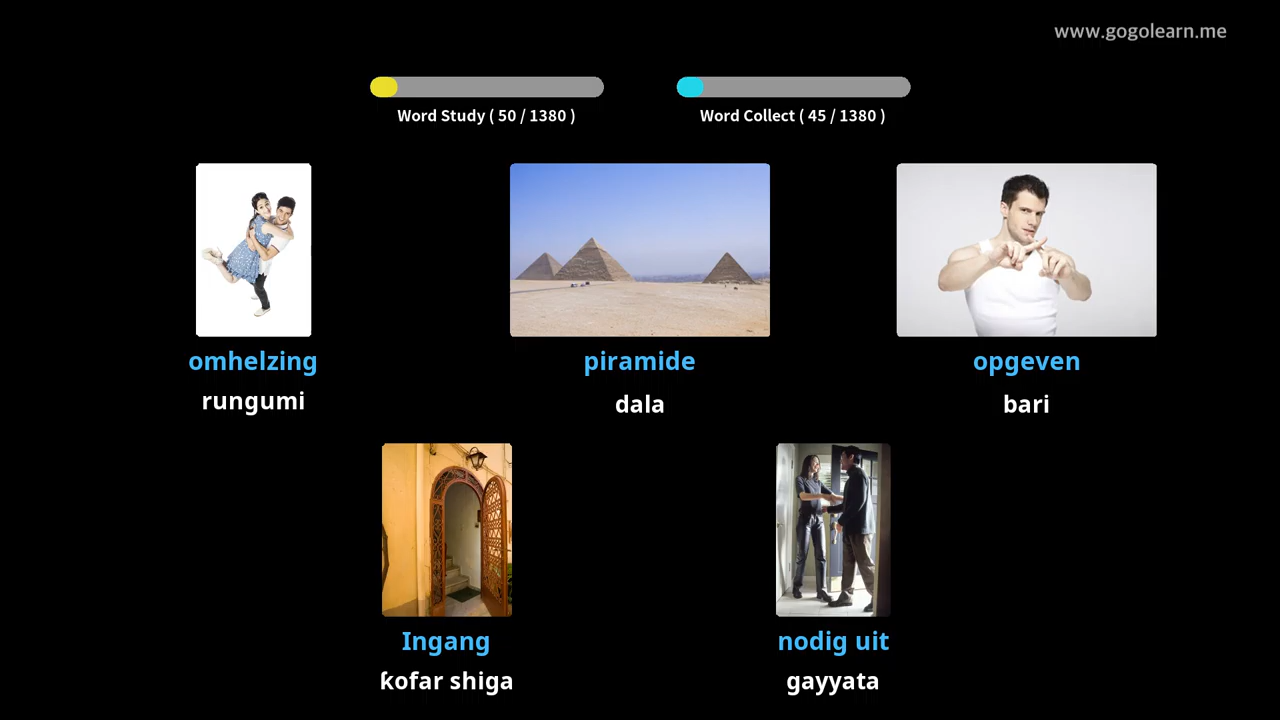 www.gogolearn.me
Word Study ( 50 / 1380 )
Word Collect ( 45 / 1380 )
omhelzing
rungumi
piramide
dala
opgeven
bari
Ingang
ƙofar shiga
nodig uit
gayyata